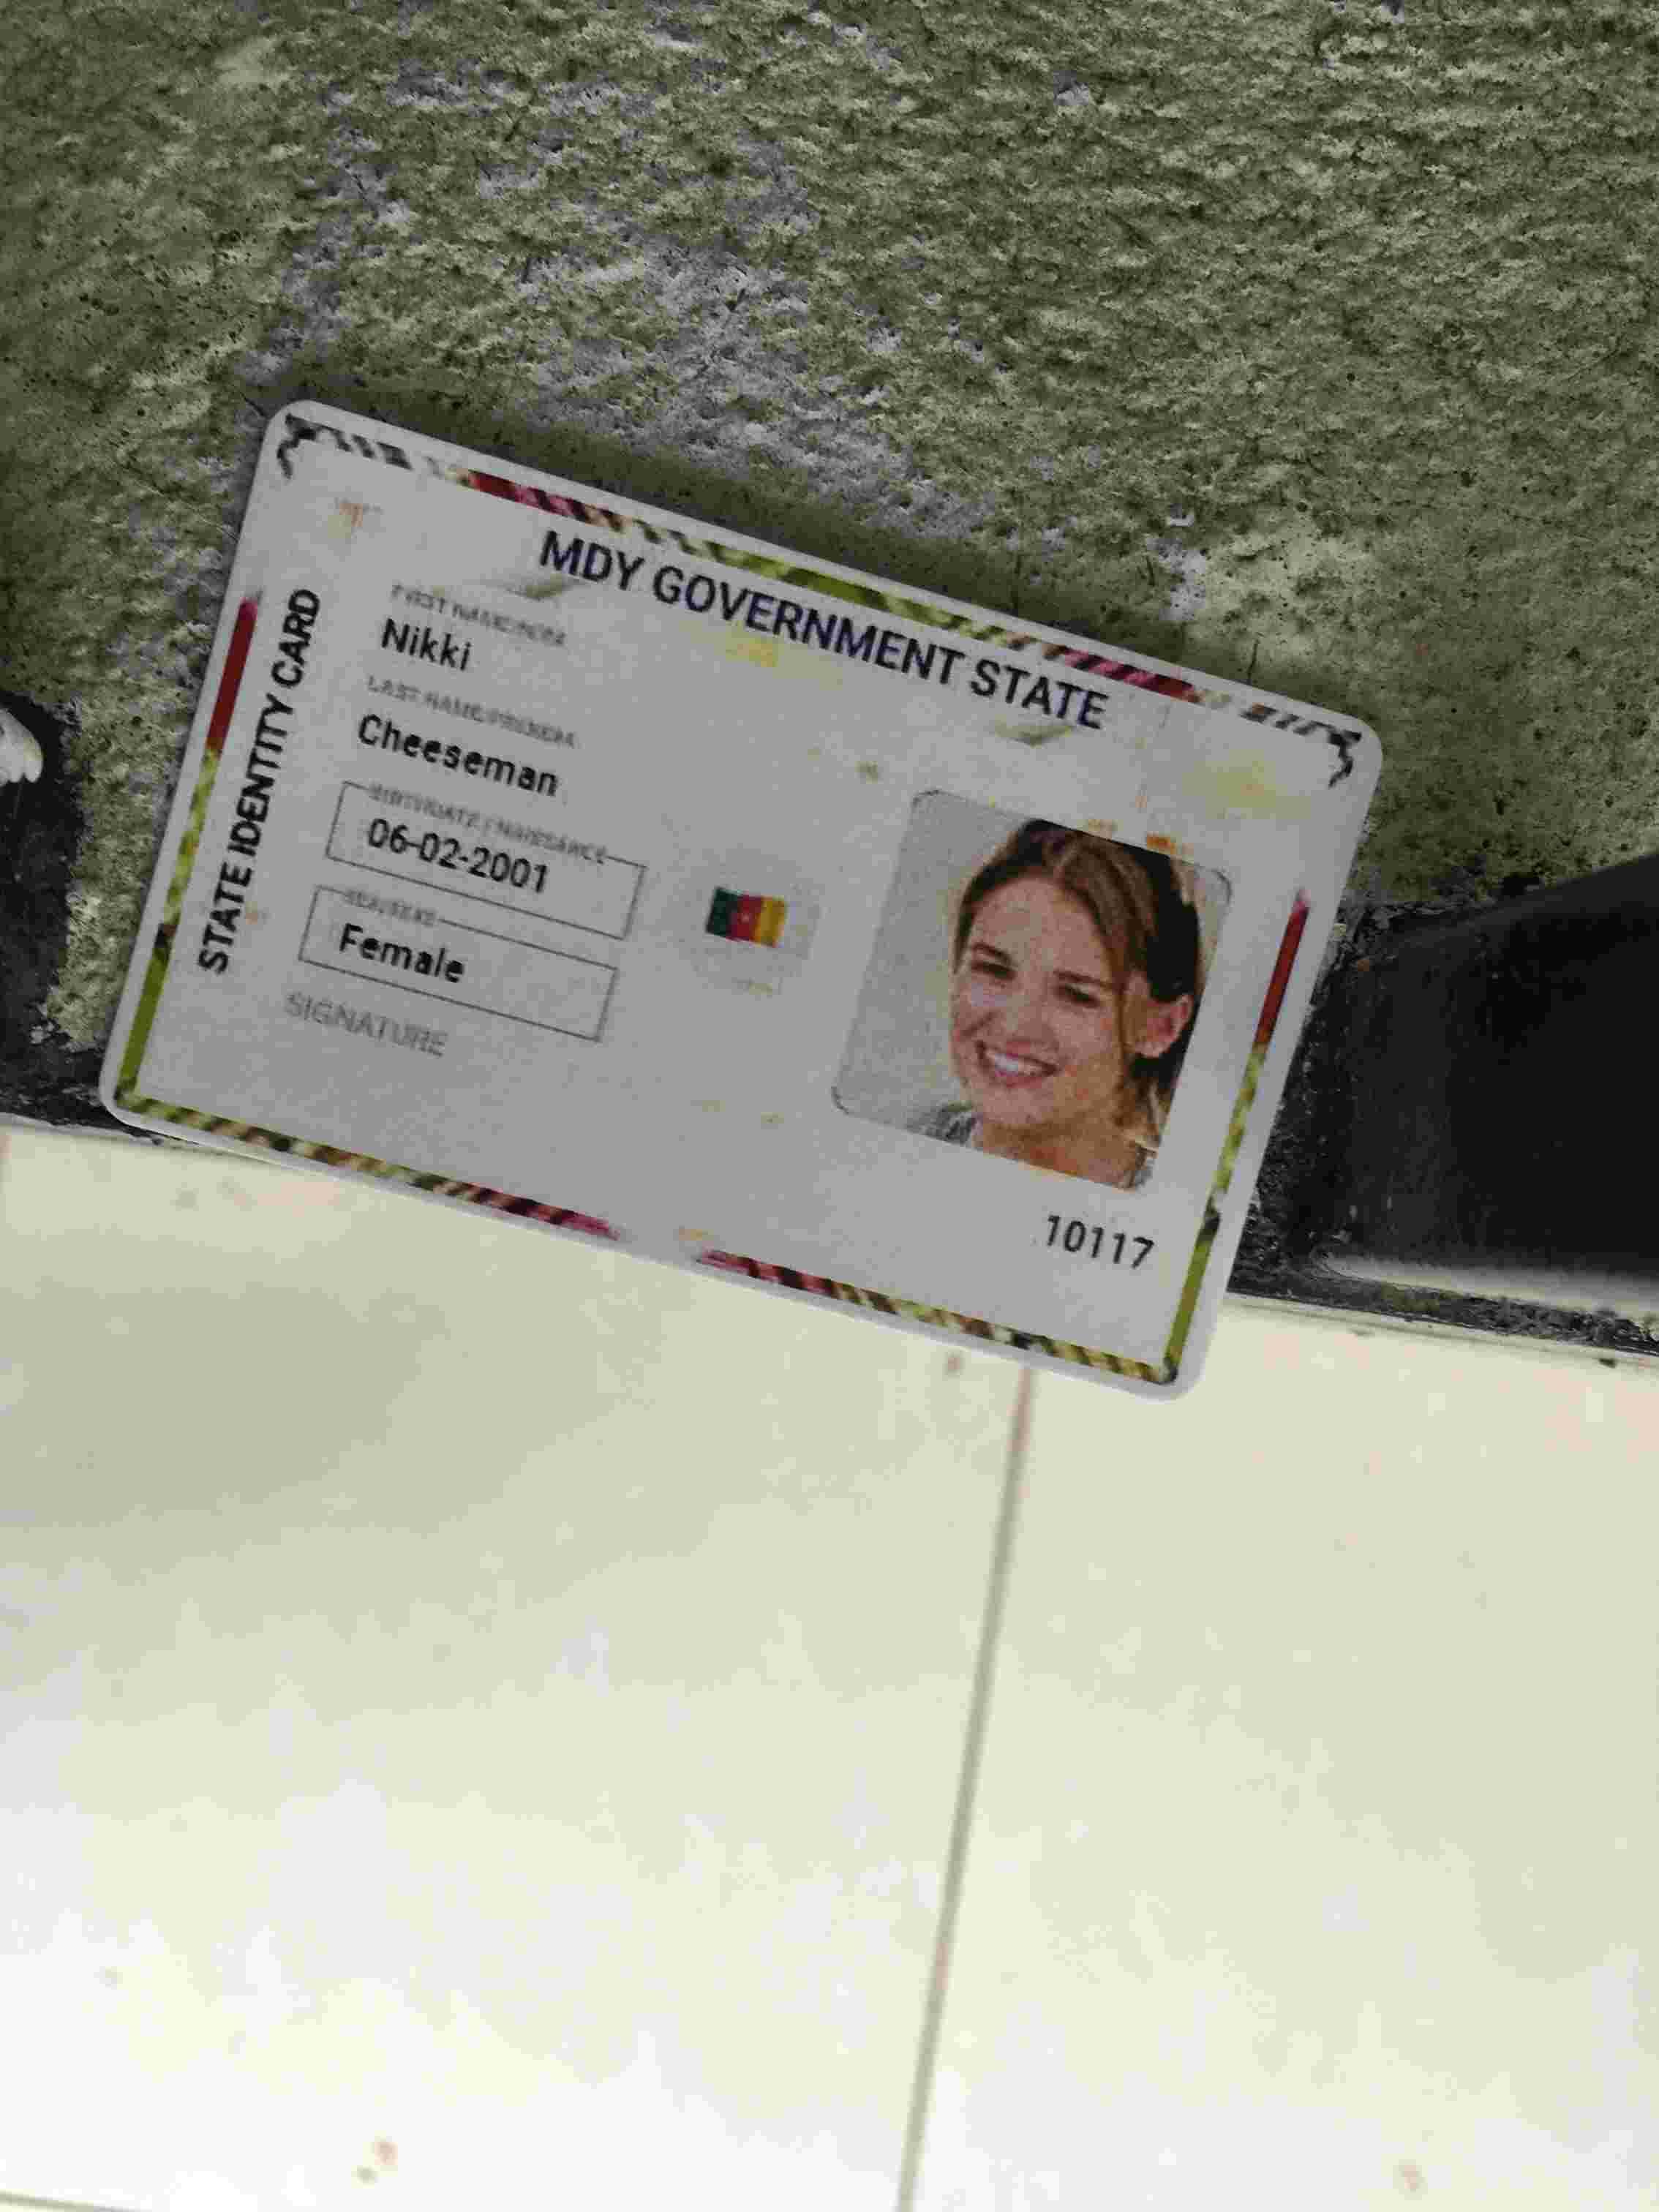 MDY GOVERNMENT STATE
STATE IDENTITY CARD
FIRST NAME/NOM
Nikki
LAST NAME/PRENOM
Cheeseman
BIRTHDATE / NAISSANCE
06-02-2001
SEX/SEXE
Female
SIGNATURE
10117